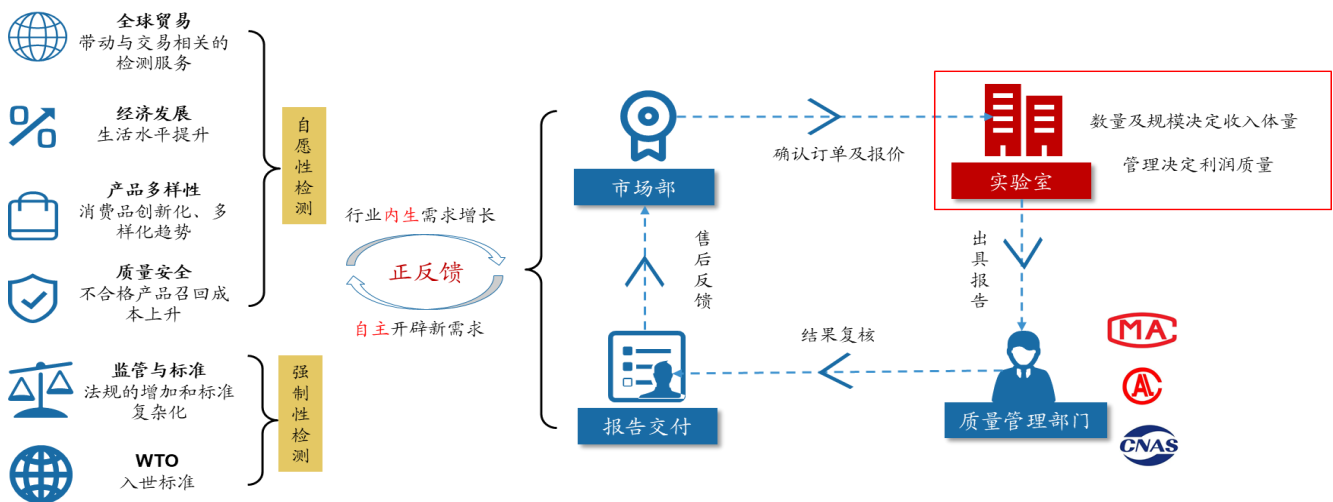 全球贸易
带动与交易相关的
检测服务
经济发展
生活水平提升
产品多样性
消费品创新化、多
样化趋势
质量安全
不合格产品召回成
本上升
监管与标准
法规的增加和标准
复杂化
WTO
入世标准
自愿性检测
强制性检测
行业内生需求增长
正反馈
自主开辟新需求
市场部
确认订单及报价
实验室
数量及规模决定收入体量
管理决定利润质量
售后反馈
出具报告
结果复核
报告交付
质量管理部门
MA
CAL
CNAS